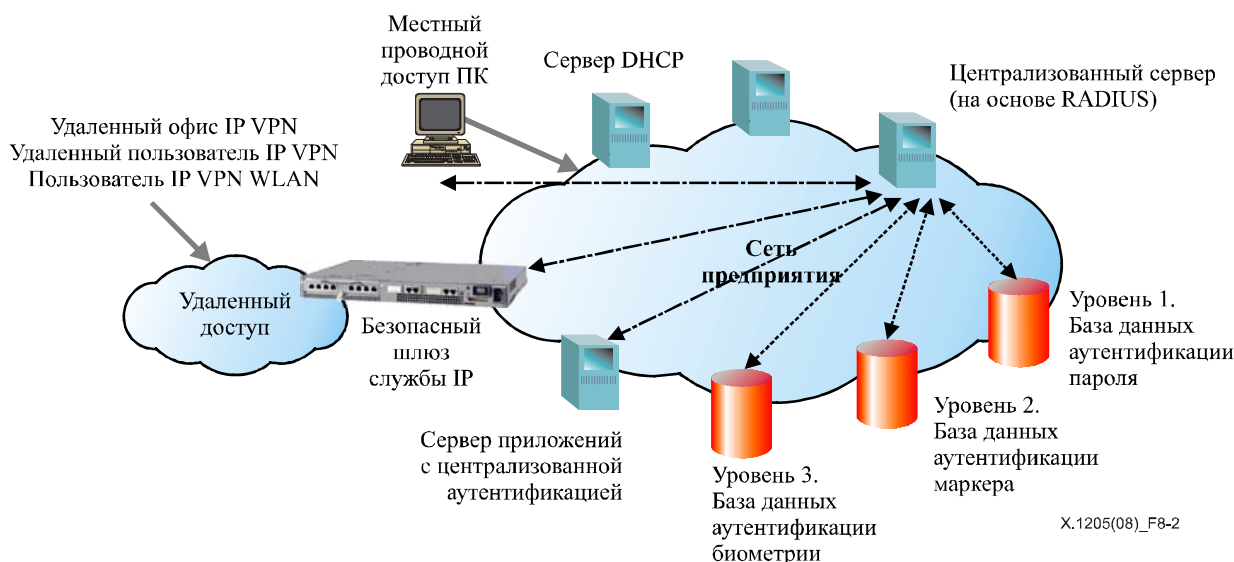 Местный
проводной
доступ ПК
Сервер DHCP
Централизованный сервер
(на основе RADIUS)
Удаленный офис IP VPN
Удаленный пользователь IP VPN
Пользователь IP VPN WLAN
Сеть
предприятия
Удаленный
доступ
Безопасный
шлюз
службы IP
Уровень 1.
База данных
аутентификации
пароля
Уровень 2.
База данных
аутентификации
маркера
Сервер приложений
с централизованной
аутентификацией
Уровень 3.
База данных
аутентификации
биометрии
X.1205(08)_F8-2